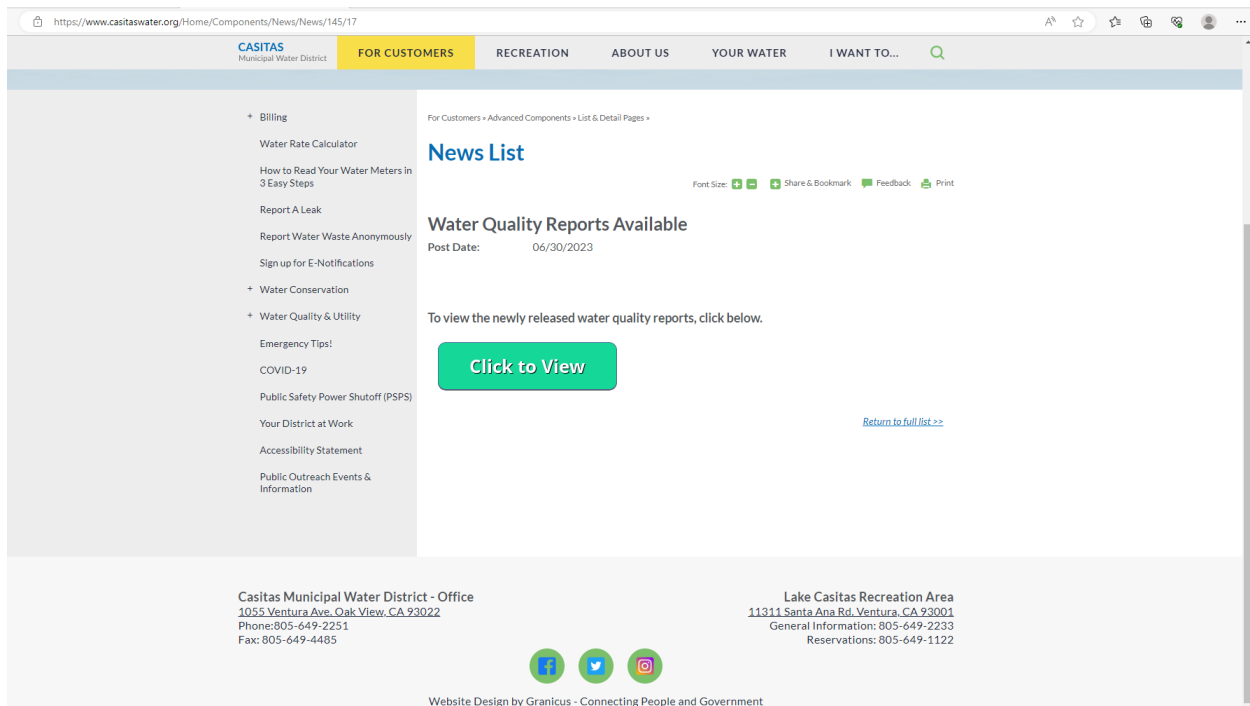 https://www.casitaswater.org/Home/Components/News/News/145/17
CASITAS
Municipal Water District
FOR CUSTOMERS
RECREATION
ABOUT US
YOUR WATER
I WANT TO...
+ Billing
Water Rate Calculator
How to Read Your Water Meters in
3 Easy Steps
Report A Leak
Report Water Waste Anonymously
Sign up for E-Notifications
+ Water Conservation
+ Water Quality & Utility
Emergency Tips!
COVID-19
Public Safety Power Shutoff (PSPS)
Your District at Work
Accessibility Statement
Public Outreach Events &
Information
For Customers » Advanced Components » List & Detail Pages »
News List
Font Size: + - + Share & Bookmark Feedback Print
Water Quality Reports Available
Post Date: 06/30/2023
To view the newly released water quality reports, click below.
Click to View
Return to full list >>
Casitas Municipal Water District - Office
1055 Ventura Ave. Oak View, CA 93022
Phone:805-649-2251
Fax: 805-649-4485
Lake Casitas Recreation Area
11311 Santa Ana Rd. Ventura, CA 93001
General Information: 805-649-2233
Reservations: 805-649-1122
Website Design by Granicus - Connecting People and Government